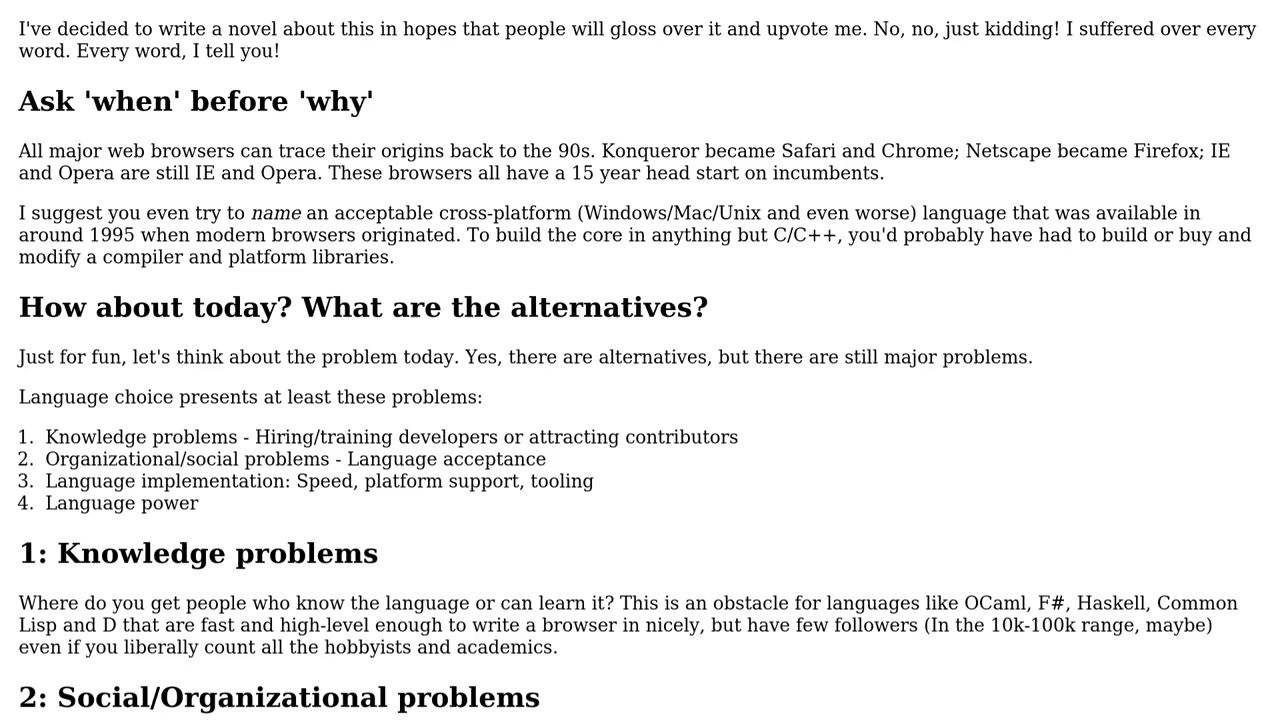 I've decided to write a novel about this in hopes that people will gloss over it and upvote me. No, no, just kidding! I suffered over every
word. Every word, I tell you!
Ask 'when' before 'why'
All major web browsers can trace their origins back to the 90s. Konqueror became Safari and Chrome; Netscape became Firefox; IE
and Opera are still IE and Opera. These browsers all have a 15 year head start on incumbents.
I suggest you even try to name an acceptable cross-platform (Windows/Mac/Unix and even worse) language that was available in
around 1995 when modern browsers originated. To build the core in anything but C/C++, you'd probably have had to build or buy and
modify a compiler and platform libraries.
How about today? What are the alternatives?
Just for fun, let's think about the problem today. Yes, there are alternatives, but there are still major problems.
Language choice presents at least these problems:
1. Knowledge problems - Hiring/training developers or attracting contributors
2. Organizational/social problems - Language acceptance
3. Language implementation: Speed, platform support, tooling
4. Language power
1: Knowledge problems
Where do you get people who know the language or can learn it? This is an obstacle for languages like OCaml, F#, Haskell, Common
Lisp and D that are fast and high-level enough to write a browser in nicely, but have few followers (In the 10k-100k range, maybe)
even if you liberally count all the hobbyists and academics.
2: Social/Organizational problems